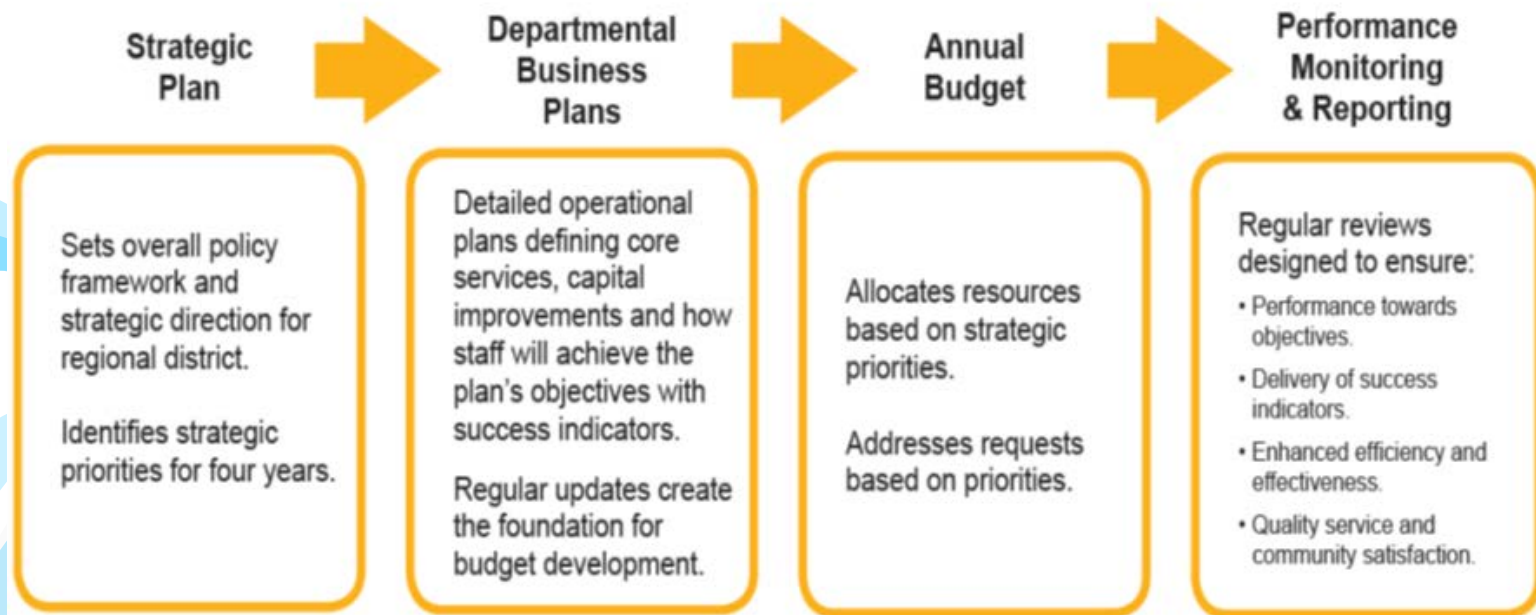 Strategic
Plan
Departmental
Business
Plans
Annual
Budget
Performance
Monitoring
& Reporting
Sets overall policy
framework and
strategic direction for
regional district.
Identifies strategic
priorities for four years.
Detailed operational
plans defining core
services, capital
improvements and how
staff will achieve the
plan's objectives with
success indicators.
Regular updates create
the foundation for
budget development.
Allocates resources
based on strategic
priorities.
Addresses requests
based on priorities.
Regular reviews
designed to ensure:
• Performance towards
objectives.
• Delivery of success
indicators.
• Enhanced efficiency and
effectiveness.
• Quality service and
community satisfaction.